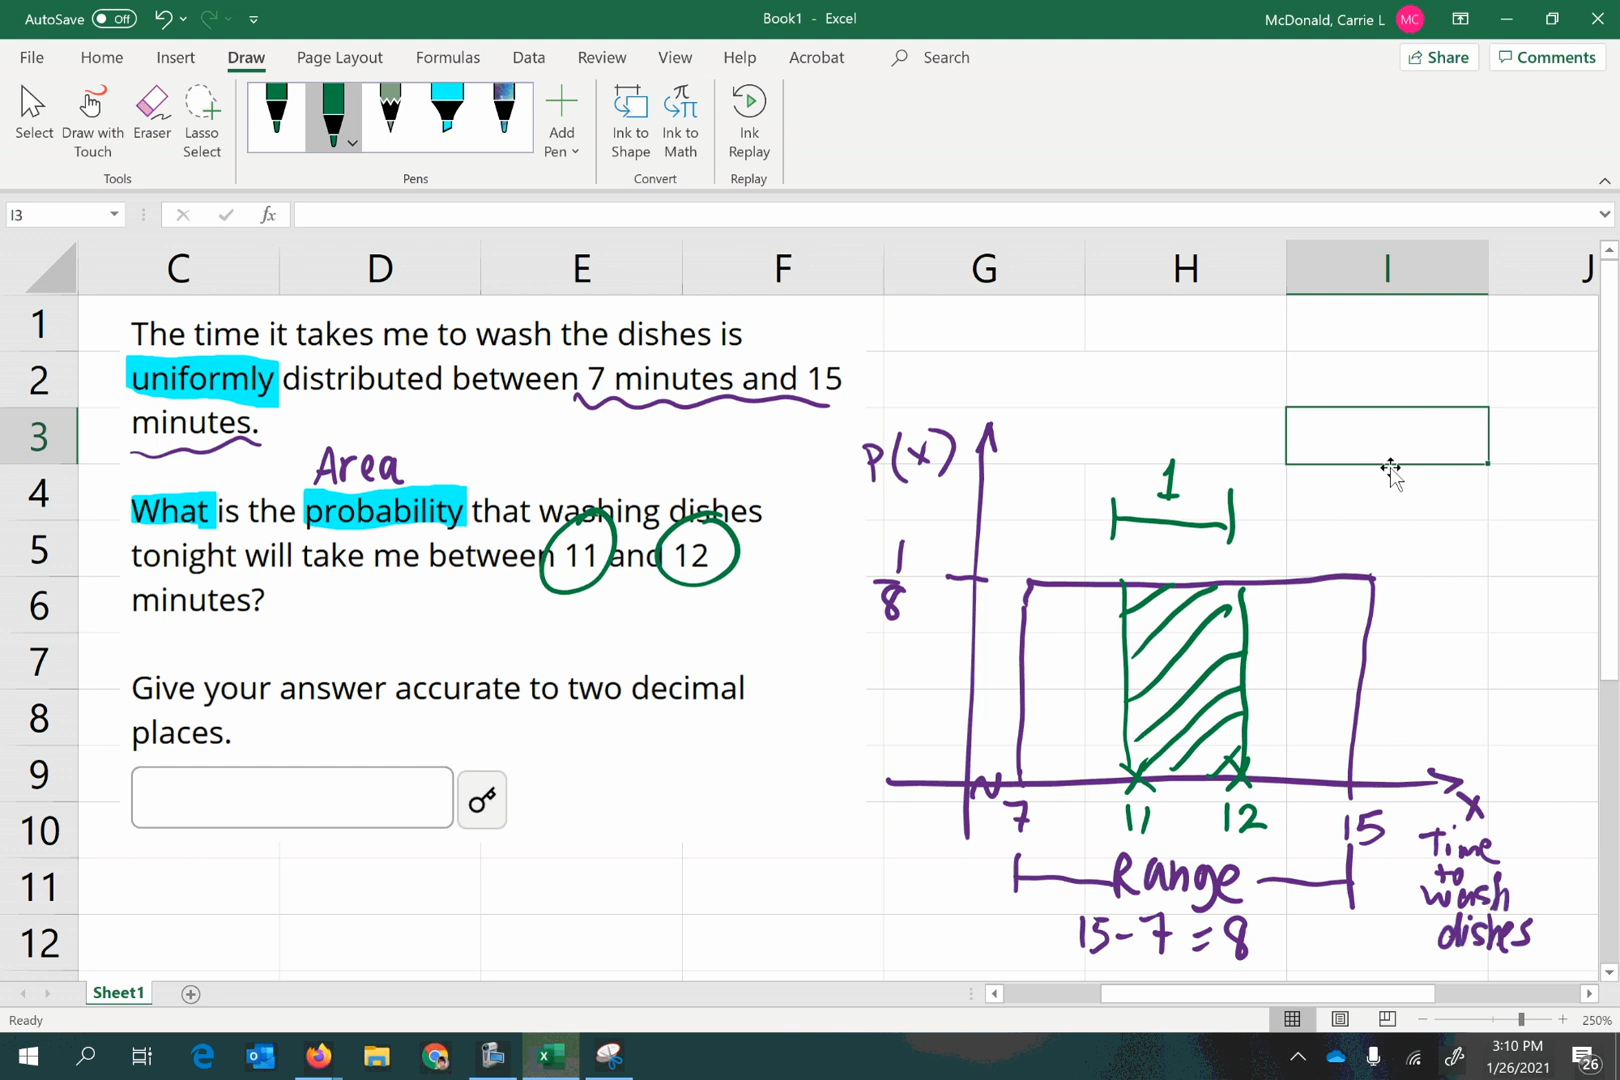 AutoSave Off
Book1 - Excel
McDonald, Carrie L MC
File Home Insert Draw Page Layout Formulas Data Review View Help Acrobat Search Share Comments
Select
Draw with Touch
Eraser
Lasso Select
Add Pen
Ink to Shape
Ink to Math
Ink Replay
Tools
Pens
Convert
Replay
I3
fx
C D E F G H I J
1
2
3
4
5
6
7
8
9
10
11
12
The time it takes me to wash the dishes is
uniformly distributed between 7 minutes and 15
minutes.
Area
What is the probability that washing dishes
tonight will take me between 11 and 12
minutes?
Give your answer accurate to two decimal
places.
P(x)
1
1
8
7 11 12 15 x
Range
15-7=8
Time
to
wash
dishes
Sheet1
Ready
250%
3:10 PM
1/26/2021
26